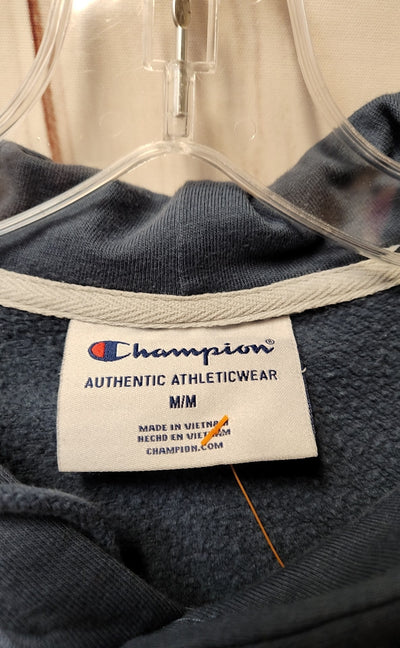 Champion®
AUTHENTIC ATHLETICWEAR
M/M
MADE IN VIETNAM
HECHO EN VIETNAM
CHAMPION.COM